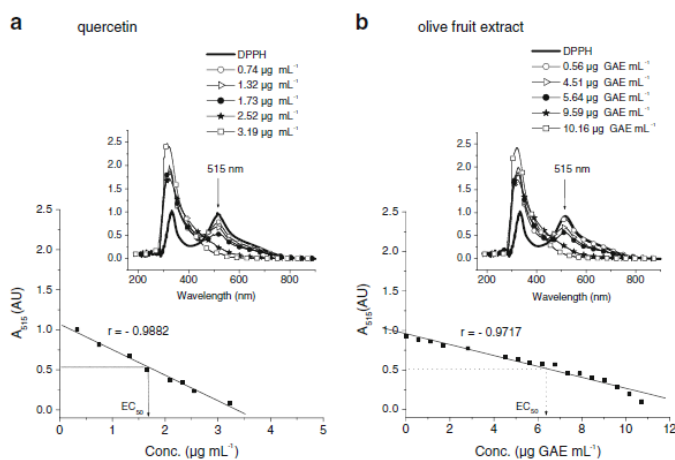 a quercetin
DPPH
0.74 µg mL⁻¹
1.32 µg mL⁻¹
1.73 µg mL⁻¹
2.52 µg mL⁻¹
3.19 µg mL⁻¹
2.5
2.0
1.5
1.0
0.5
0.0
515 nm
200 400 600 800
Wavelength (nm)
2.5
2.0
1.5
1.0
0.5
0.0
A₅₁₅(AU)
r = - 0.9882
EC₅₀
0 1 2 3 4 5
Conc. (µg mL⁻¹)
b olive fruit extract
DPPH
0.56 µg GAE mL⁻¹
4.51 µg GAE mL⁻¹
5.64 µg GAE mL⁻¹
9.59 µg GAE mL⁻¹
10.16 µg GAE mL⁻¹
2.5
2.0
1.5
1.0
0.5
0.0
515 nm
200 400 600 800
Wavelength (nm)
2.5
2.0
1.5
1.0
0.5
0.0
A₅₁₅(AU)
r = - 0.9717
EC₅₀
0 2 4 6 8 10 12
Conc. (µg GAE mL⁻¹)